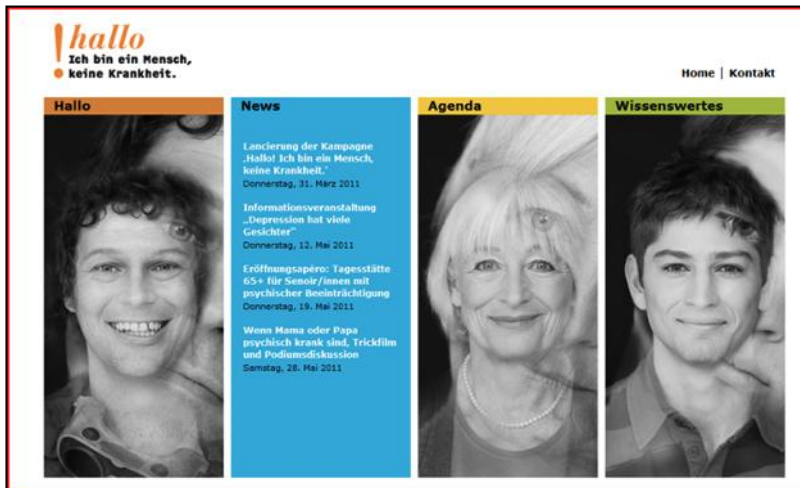 !hallo
Ich bin ein Mensch,
keine Krankheit.
Home | Kontakt
Hallo
News
Agenda
Wissenswertes
Lancierung der Kampagne
‚Hallo! Ich bin ein Mensch,
keine Krankheit.'
Donnerstag, 31. März 2011
Informationsveranstaltung
„Depression hat viele
Gesichter“
Donnerstag, 12. Mai 2011
Eröffnungsapéro: Tagesstätte
65+ für Senoir/innen mit
psychischer Beeinträchtigung
Donnerstag, 19. Mai 2011
Wenn Mama oder Papa
psychisch krank sind, Trickfilm
und Podiumsdiskussion
Samstag, 28. Mai 2011